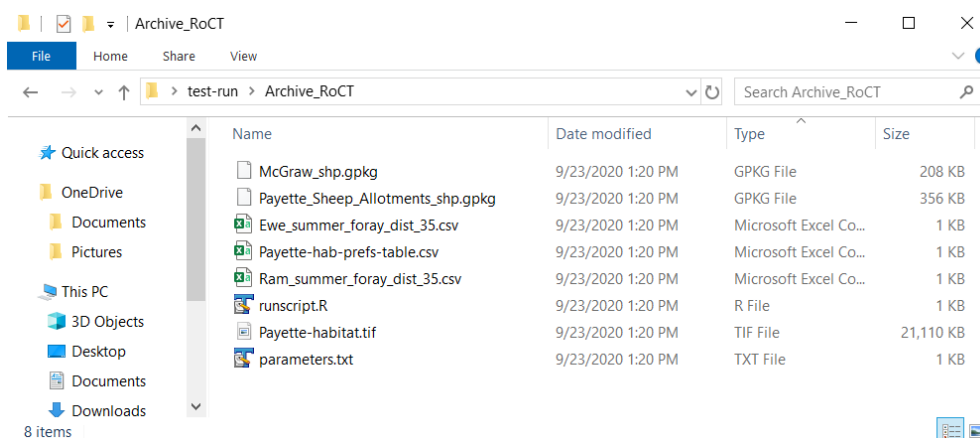 Archive_RoCT
File Home Share View
test-run > Archive_RoCT Search Archive_RoCT
Name Date modified Type Size
Quick access
OneDrive
Documents
Pictures
This PC
3D Objects
Desktop
Documents
Downloads
McGraw_shp.gpkg 9/23/2020 1:20 PM GPKG File 208 KB
Payette_Sheep_Allotments_shp.gpkg 9/23/2020 1:20 PM GPKG File 356 KB
Ewe_summer_foray_dist_35.csv 9/23/2020 1:20 PM Microsoft Excel Co... 1 KB
Payette-hab-prefs-table.csv 9/23/2020 1:20 PM Microsoft Excel Co... 1 KB
Ram_summer_foray_dist_35.csv 9/23/2020 1:20 PM Microsoft Excel Co... 1 KB
runscript.R 9/23/2020 1:20 PM R File 1 KB
Payette-habitat.tif 9/23/2020 1:20 PM TIF File 21,110 KB
parameters.txt 9/23/2020 1:20 PM TXT File 1 KB
8 items